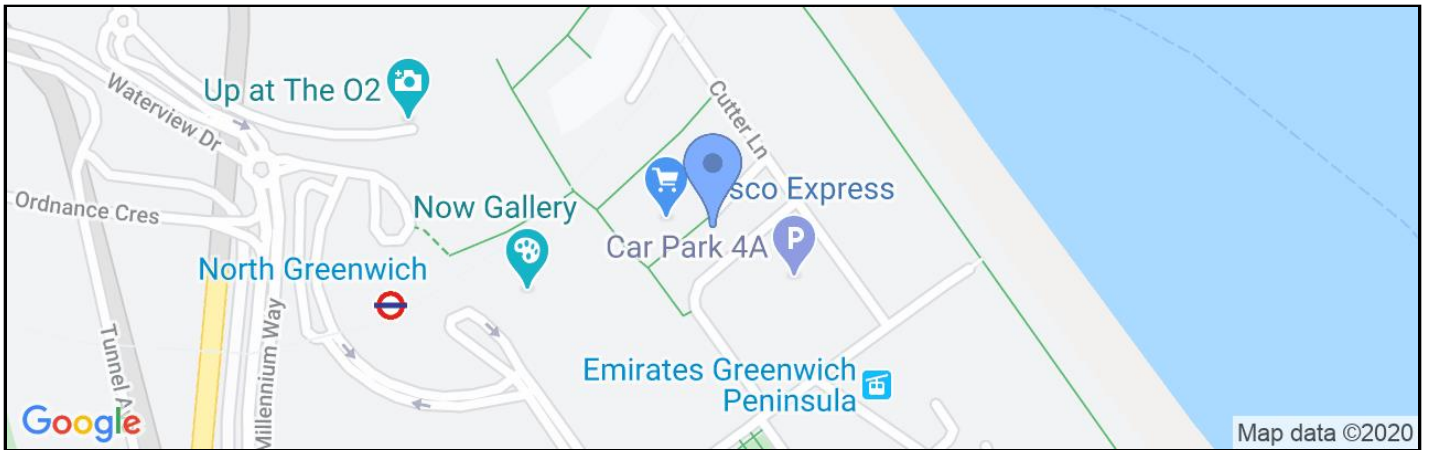 Up at The O2
Waterview Dr
Cutter Ln
sco Express
Ordnance Cres
Now Gallery
Car Park 4A
P
North Greenwich
Tunnel
Millennium Way
Emirates Greenwich
Peninsula
Google
Map data ©2020